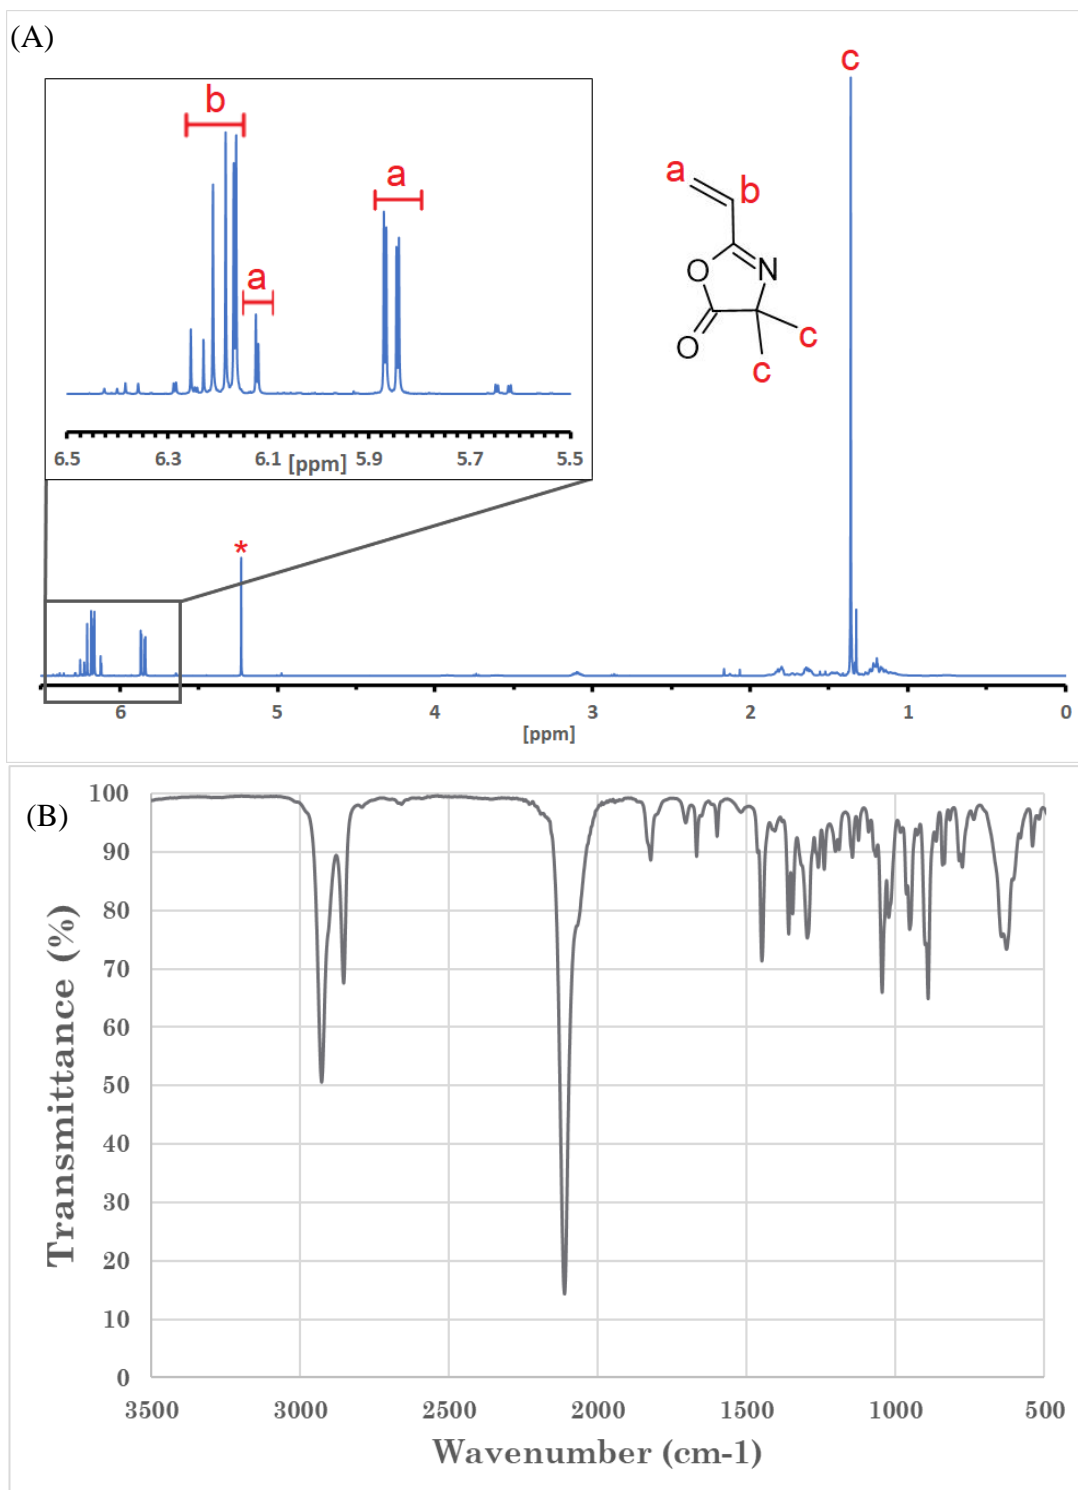 (A)
c
b
a
a
6.5 6.3 6.1 [ppm] 5.9 5.7 5.5
a
b
O
N
O
c
c
*
6 5 4 3 2 1 0
[ppm]
(B)
100
90
80
70
60
50
40
30
20
10
0
Transmittance (%)
3500 3000 2500 2000 1500 1000 500
Wavenumber (cm-1)